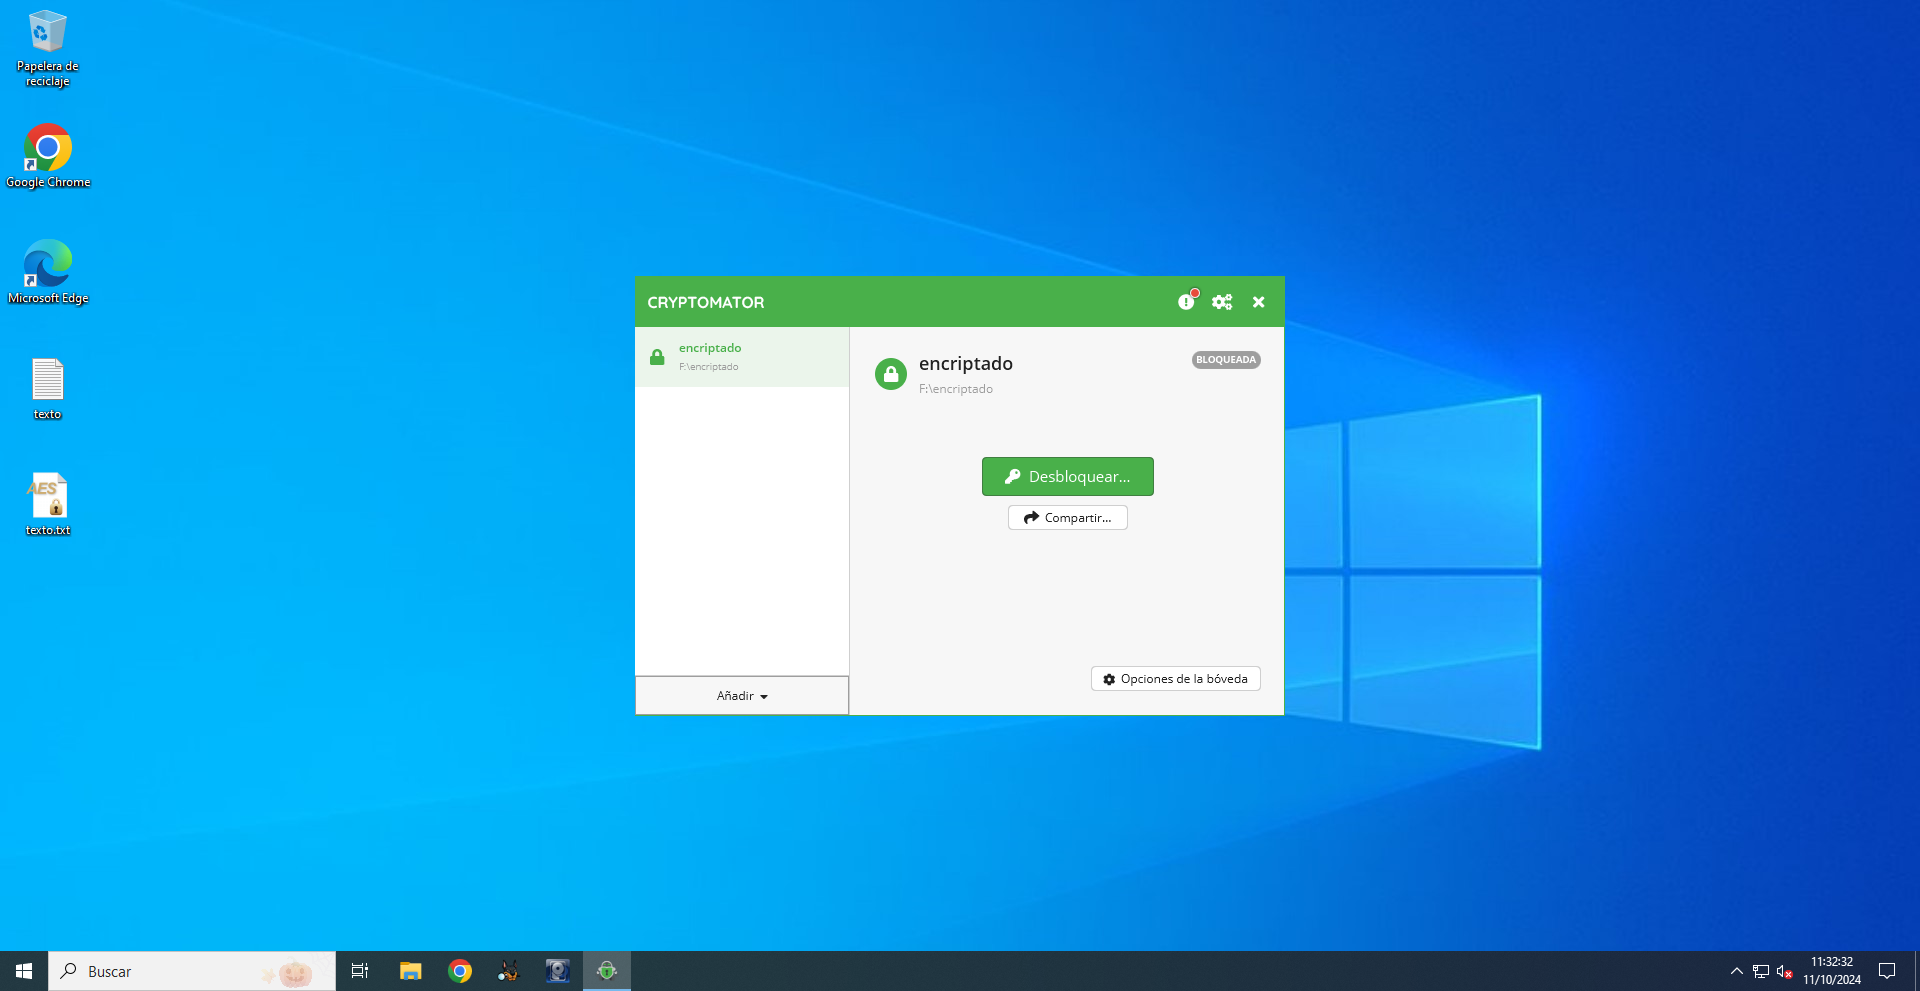 Papelera de
reciclaje
Google Chrome
Microsoft Edge
texto
AES
texto.txt
CRYPTOMATOR
encriptado
F:\encriptado
encriptado
F:\encriptado
BLOQUEADA
Desbloquear...
Compartir...
Opciones de la bóveda
Añadir
Buscar
11:32:32
11/10/2024